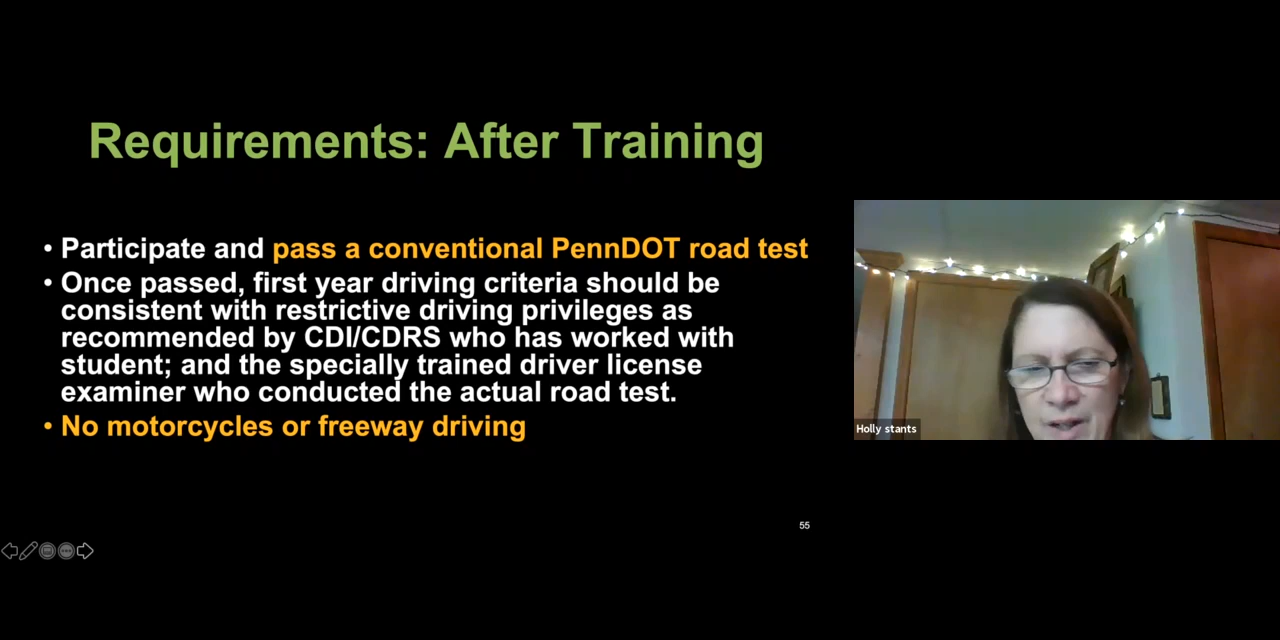 Requirements: After Training
• Participate and pass a conventional PennDOT road test
• Once passed, first year driving criteria should be
consistent with restrictive driving privileges as
recommended by CDI/CDRS who has worked with
student; and the specially trained driver license
examiner who conducted the actual road test.
• No motorcycles or freeway driving
Holly stants
55